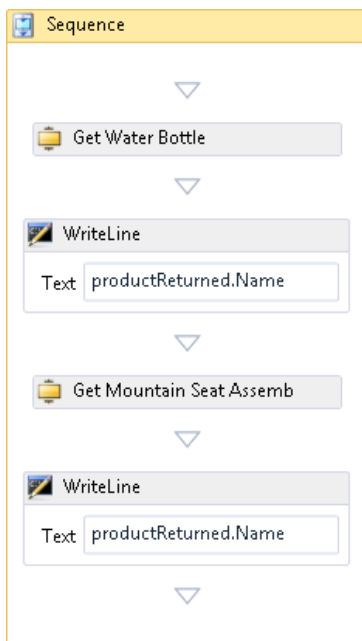 Sequence
Get Water Bottle
WriteLine
Text productReturned.Name
Get Mountain Seat Assemb
WriteLine
Text productReturned.Name